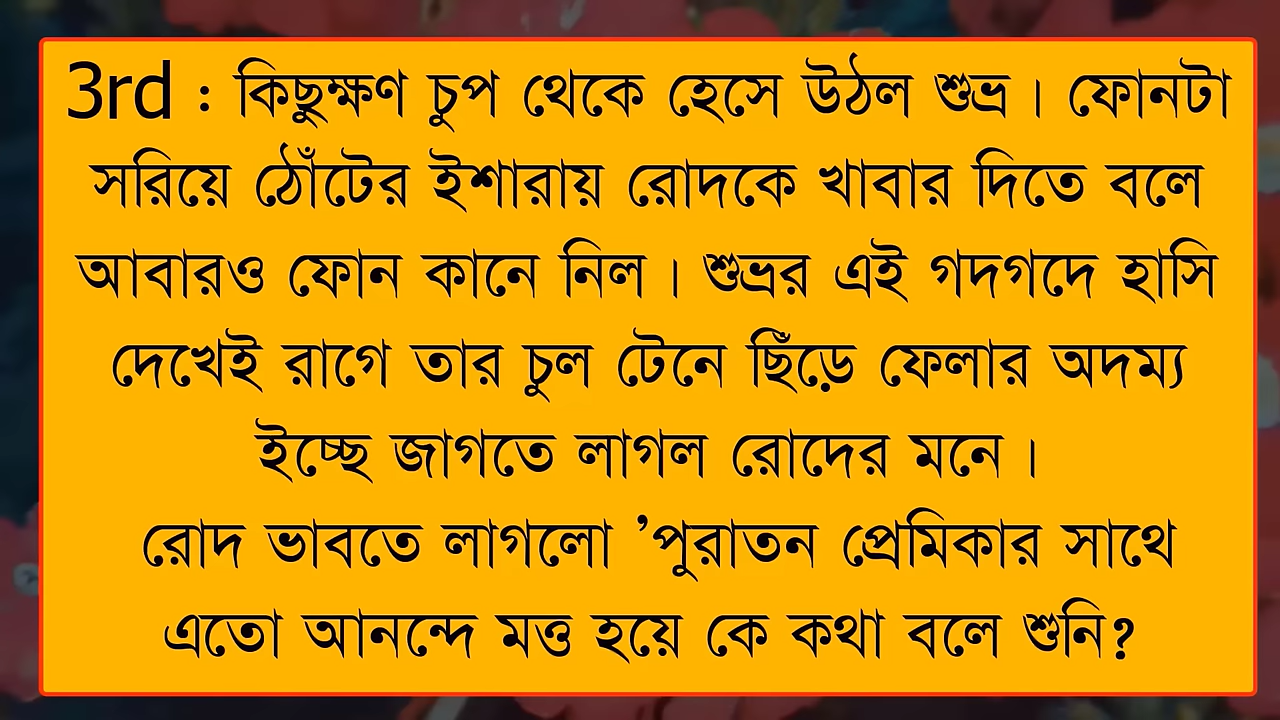 3rd : কিছুক্ষণ চুপ থেকে হেসে উঠল শুভ্র। ফোনটা
সরিয়ে ঠোঁটের ইশারায় রোদকে খাবার দিতে বলে
আবারও ফোন কানে নিল। শুভ্রর এই গদগদে হাসি
দেখেই রাগে তার চুল টেনে ছিঁড়ে ফেলার অদম্য
ইচ্ছে জাগতে লাগল রোদের মনে।
রোদ ভাবতে লাগলো ’পুরাতন প্রেমিকার সাথে
এতো আনন্দে মত্ত হয়ে কে কথা বলে শুনি?